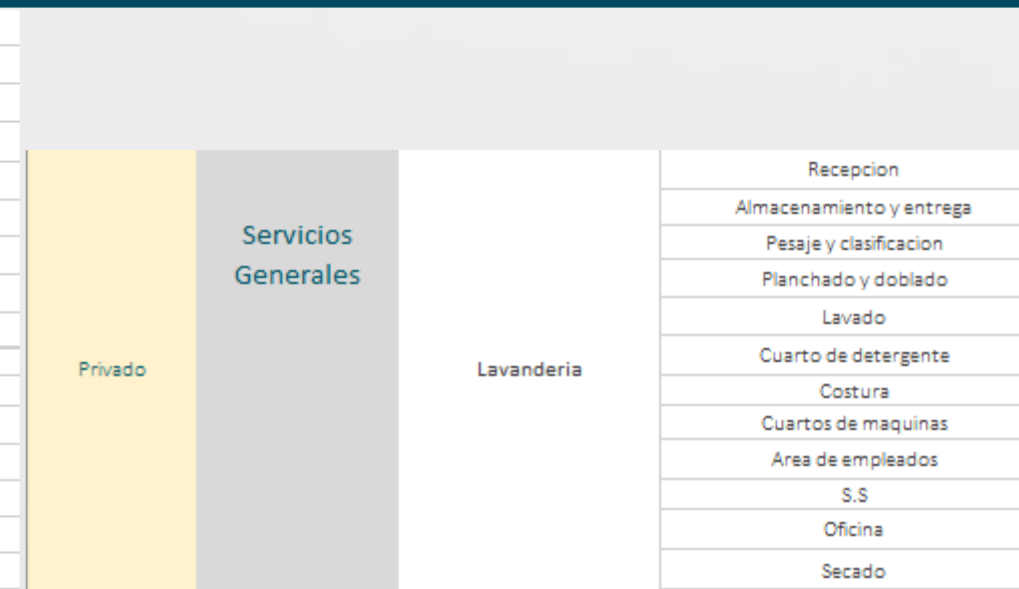 Recepcion
Almacenamiento y entrega
Servicios
Generales
Pesaje y clasificacion
Planchado y doblado
Lavado
Privado
Lavanderia
Cuarto de detergente
Costura
Cuartos de maquinas
Area de empleados
S.S
Oficina
Secado